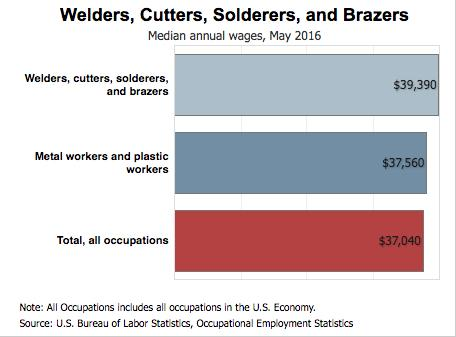 Welders, Cutters, Solderers, and Brazers
Median annual wages, May 2016
Welders, cutters, solderers,
and brazers
$39,390
Metal workers and plastic
workers
$37,560
Total, all occupations
$37,040
Note: All Occupations includes all occupations in the U.S. Economy.
Source: U.S. Bureau of Labor Statistics, Occupational Employment Statistics